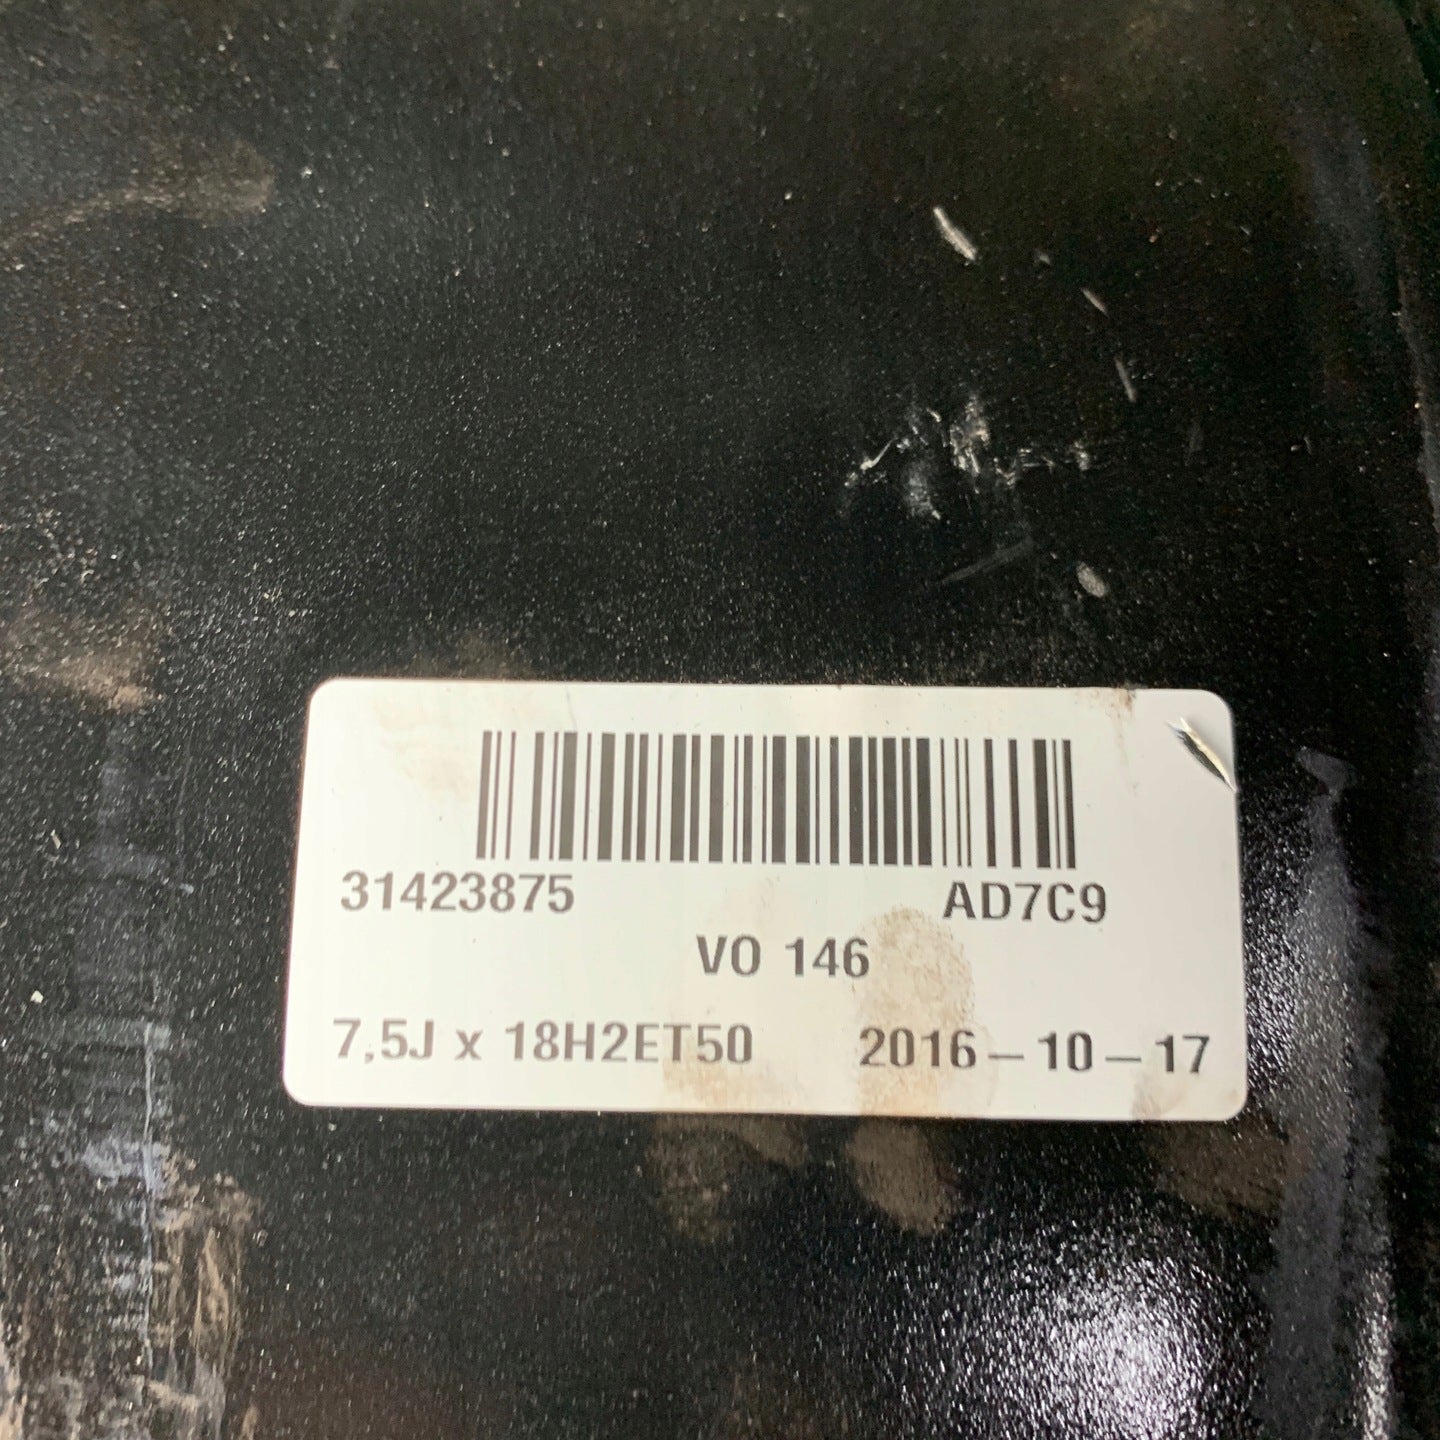 31423875 AD7C9
VO 146
7,5J x 18H2ET50 2016-10-17